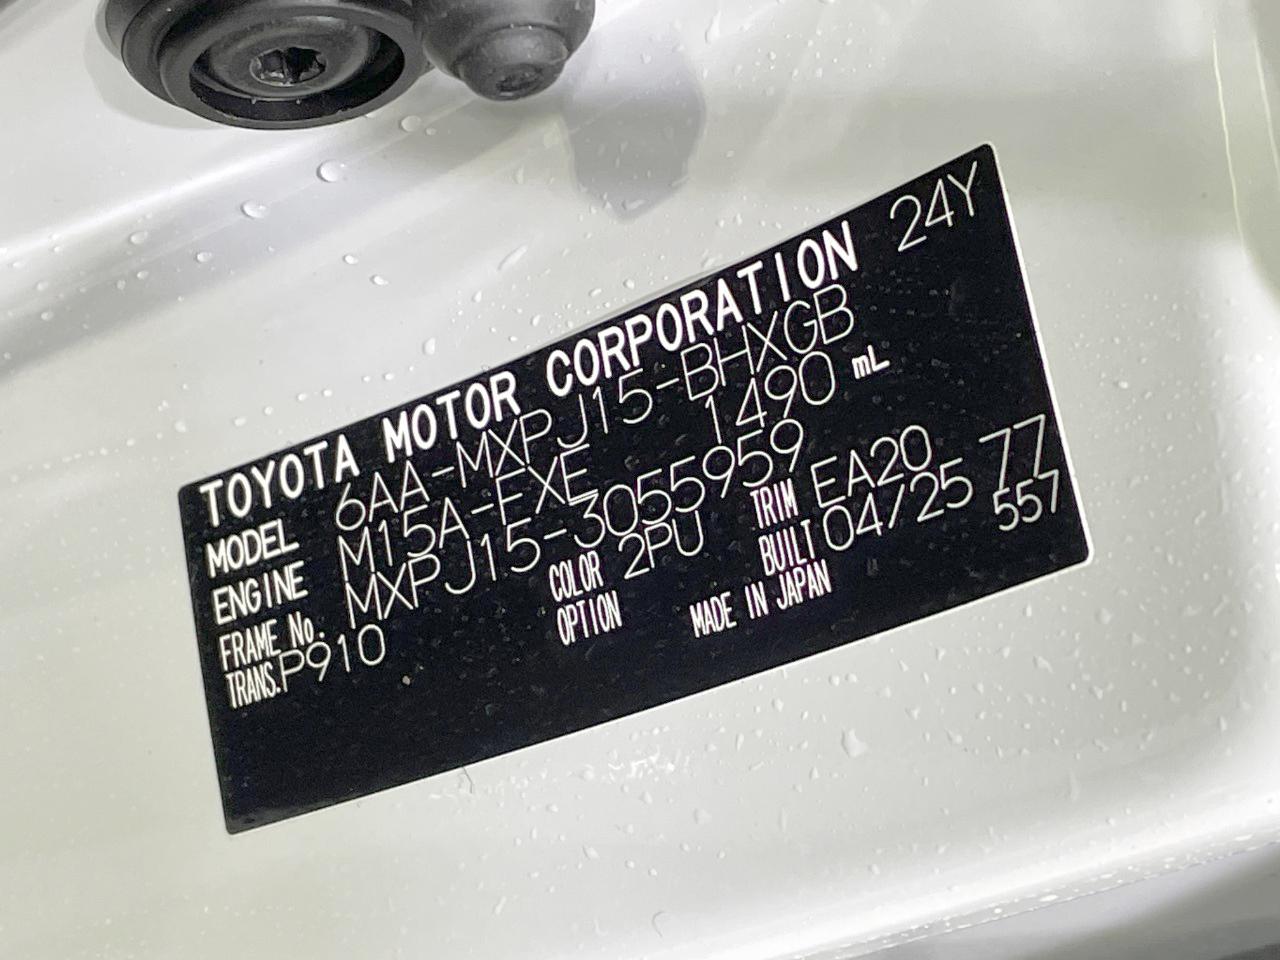 TOYOTA MOTOR CORPORATION 24Y
MODEL 6AA-MXPJ15-BHXGB
ENGINE M15A-FXE 1490 mL
FRAME No. MXPJ15-3055959
TRANS. P910 COLOR 2PU TRIM EA20 77
OPTION BUILT 04/25 557
MADE IN JAPAN